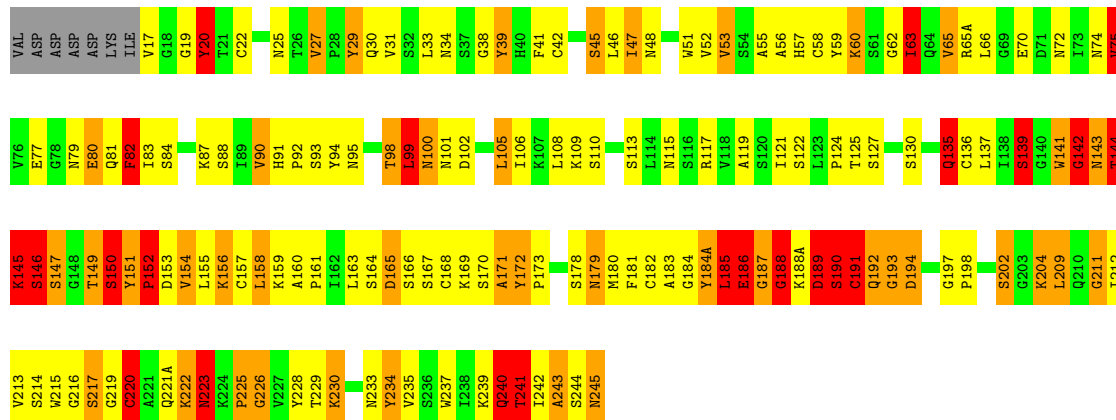 VAL ASP ASP ASP ASP LYS ILE V17 G18 G19 Y20 T21 C22 N25 T26 V27 P28 Y29 Q30 V31 S32 L33 N34 S37 G38 Y39 H40 F41 C42 S45 L46 I47 N48 W51 V52 V53 S54 A55 A56 H57 C58 Y59 K60 S61 G62 I63 Q64 V65 R65A L66 G69 E70 D71 N72 I73 N74 V75
V76 E77 G78 N79 E80 Q81 F82 I83 S84 K87 S88 I89 V90 H91 P92 S93 Y94 N95 T98 L99 N100 N101 D102 L105 I106 K107 L108 K109 S110 S113 L114 N115 S116 R117 V118 A119 S120 I121 S122 L123 P124 T125 S127 S130 Q135 C136 L137 I138 S139 G140 W141 G142 N143 T144
K145 S146 S147 G148 T149 S150 Y151 P152 D153 V154 L155 K156 C157 L158 K159 A160 P161 I162 L163 S164 D165 S166 S167 C168 K169 S170 A171 Y172 P173 S178 N179 M180 F181 C182 A183 G184 Y184A L185 E186 G187 G188 K188A D189 S190 C191 Q192 G193 D194 G197 P198 S202 G203 K204 L209 Q210 G211 I212
V213 S214 W215 G216 S217 G219 C220 A221 Q221A K222 N223 K224 P225 G226 V227 Y228 T229 K230 N233 Y234 V235 S236 W237 I238 K239 Q240 T241 I242 A243 S244 N245